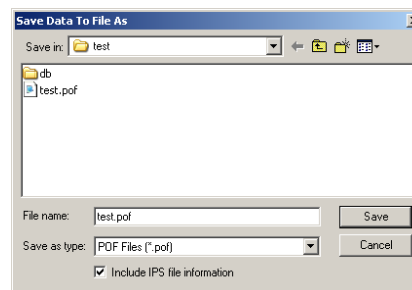 Save Data To File As
Save in: test
db
test.pof
File name: test.pof Save
Save as type: POF Files (*.pof) Cancel
Include IPS file information